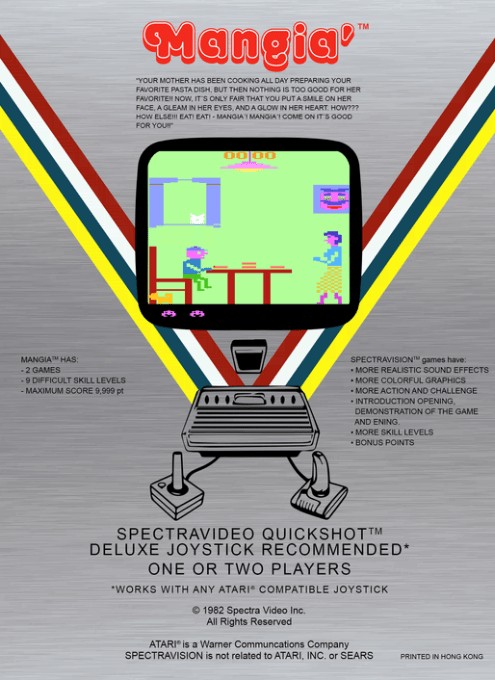 Mangia'™
"YOUR MOTHER HAS BEEN COOKING ALL DAY PREPARING YOUR
FAVORITE PASTA DISH, BUT THEN NOTHING IS TOO GOOD FOR HER
FAVORITE!! NOW, IT'S ONLY FAIR THAT YOU PUT A SMILE ON HER
FACE, A GLEAM IN HER EYES, AND A GLOW IN HER HEART. HOW???
HOW ELSE!!! EAT! EAT! - MANGIA'! MANGIA'! COME ON IT'S GOOD
FOR YOU!!"
00 00
MANGIA™ HAS:
- 2 GAMES
- 9 DIFFICULT SKILL LEVELS
- MAXIMUM SCORE 9,999 pt
SPECTRAVISION™ games have:
• MORE REALISTIC SOUND EFFECTS
• MORE COLORFUL GRAPHICS
• MORE ACTION AND CHALLENGE
• INTRODUCTION OPENING,
DEMONSTRATION OF THE GAME
AND ENING.
• MORE SKILL LEVELS
• BONUS POINTS
SPECTRAVIDEO QUICKSHOT™
DELUXE JOYSTICK RECOMMENDED*
ONE OR TWO PLAYERS
*WORKS WITH ANY ATARI® COMPATIBLE JOYSTICK
© 1982 Spectra Video Inc.
All Rights Reserved
ATARI® is a Warner Communcations Company
SPECTRAVISION is not related to ATARI, INC. or SEARS
PRINTED IN HONG KONG